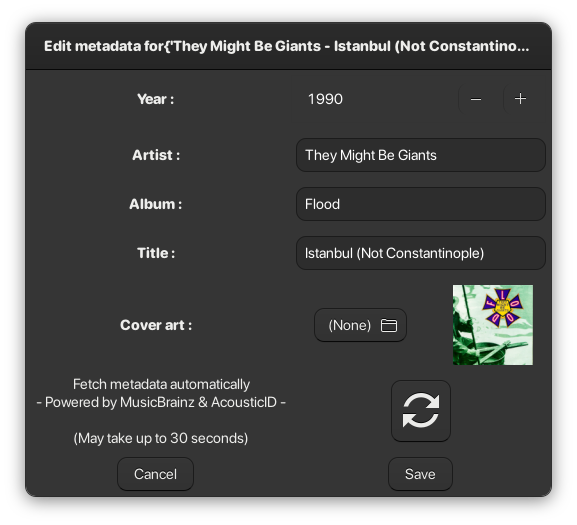 Edit metadata for{'They Might Be Giants - Istanbul (Not Constantino...
Year : 1990 − +
Artist : They Might Be Giants
Album : Flood
Title : Istanbul (Not Constantinople)
Cover art : (None)
FLOOD
Fetch metadata automatically
- Powered by MusicBrainz & AcousticID -
(May take up to 30 seconds)
Cancel Save